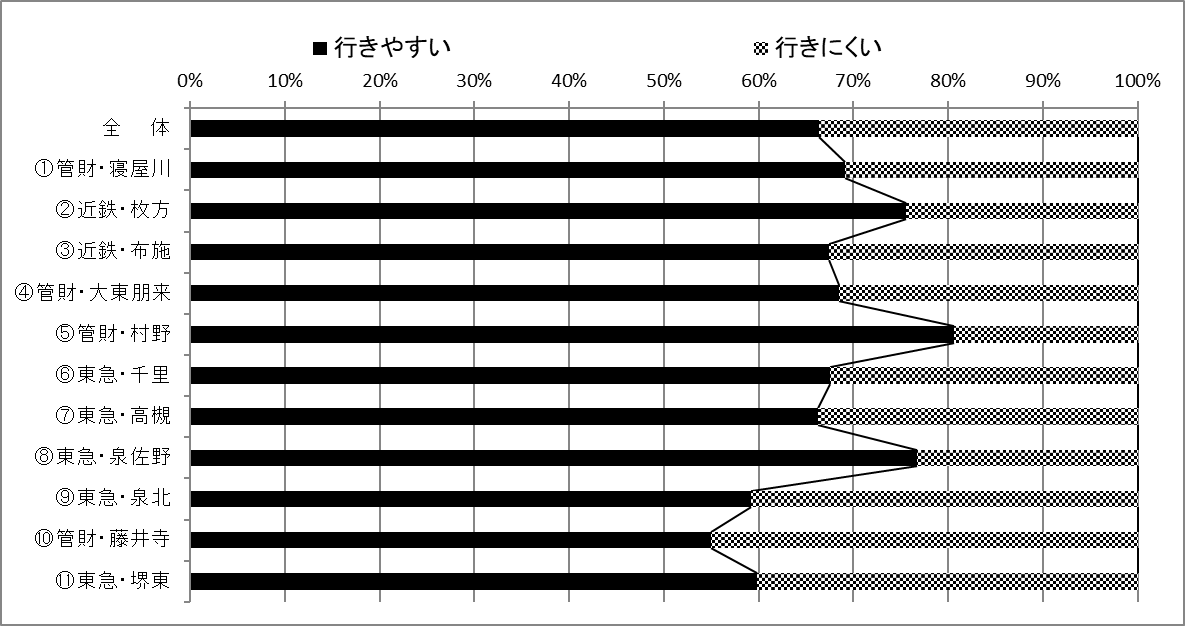 行きやすい 行きにくい
0% 10% 20% 30% 40% 50% 60% 70% 80% 90% 100%
全 体
①管財・寝屋川
②近鉄・枚方
③近鉄・布施
④管財・大東朋来
⑤管財・村野
⑥東急・千里
⑦東急・高槻
⑧東急・泉佐野
⑨東急・泉北
⑩管財・藤井寺
⑪東急・堺東